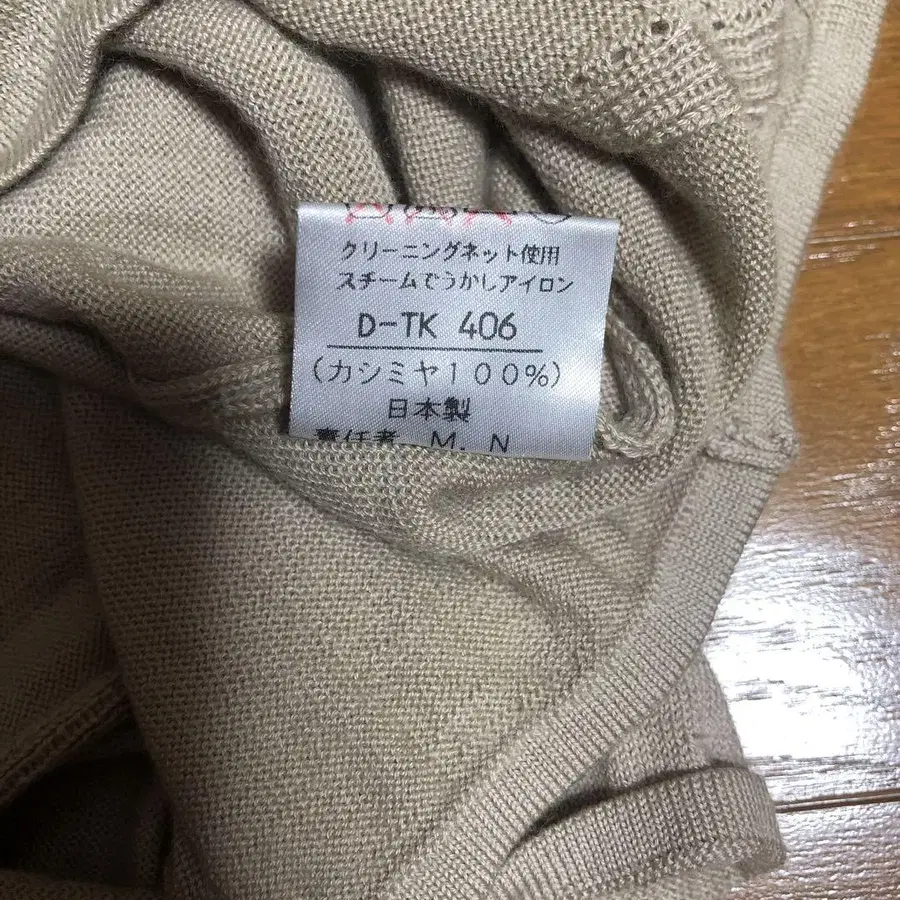 クリーニングネット使用
スチームでうかしアイロン
D-TK 406
(カシミヤ100%)
日本製
責任者 M. N